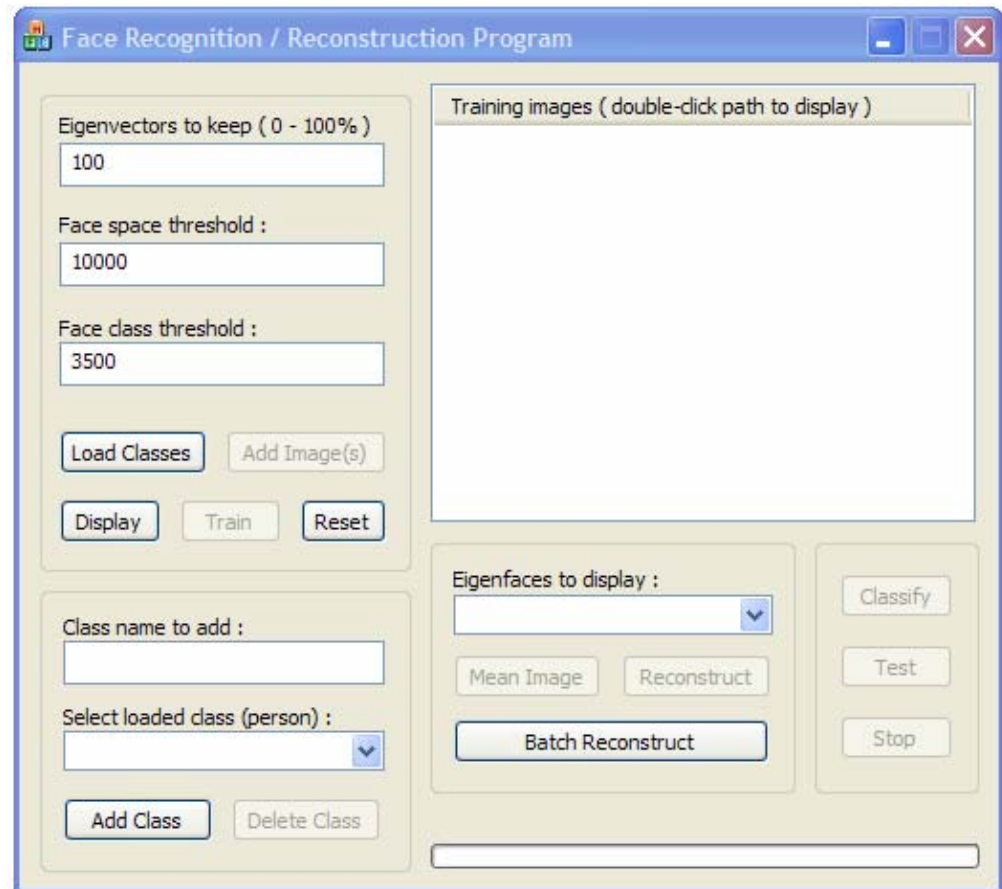 Face Recognition / Reconstruction Program
Eigenvectors to keep ( 0 - 100% )
100
Face space threshold :
10000
Face class threshold :
3500
Load Classes
Add Image(s)
Display
Train
Reset
Class name to add :
Select loaded class (person) :
Add Class
Delete Class
Training images ( double-click path to display )
Eigenfaces to display :
Mean Image
Reconstruct
Batch Reconstruct
Classify
Test
Stop